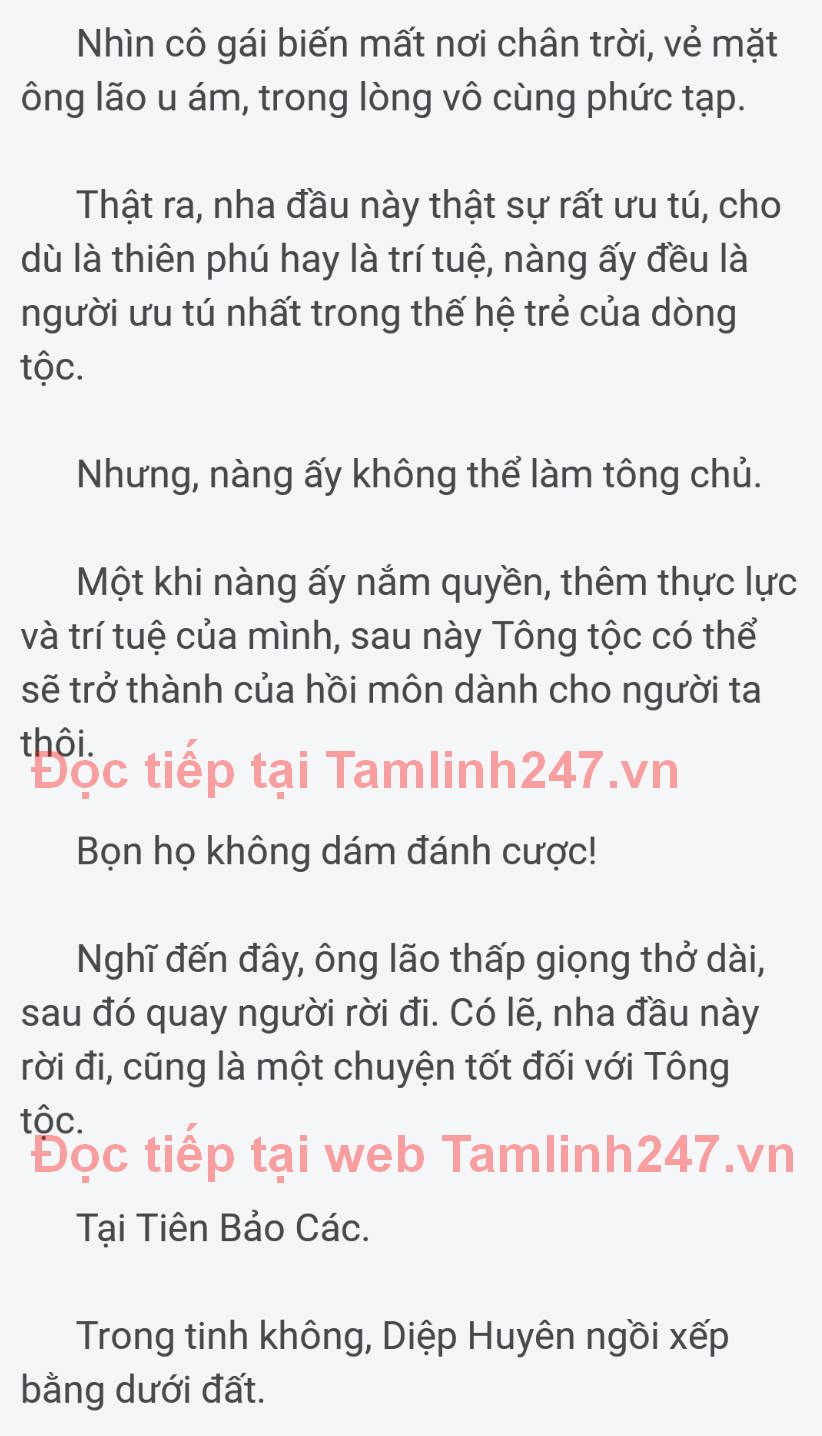 Nhìn cô gái biến mất nơi chân trời, vẻ mặt
ông lão u ám, trong lòng vô cùng phức tạp.
Thật ra, nha đầu này thật sự rất ưu tú, cho
dù là thiên phú hay là trí tuệ, nàng ấy đều là
người ưu tú nhất trong thế hệ trẻ của dòng
tộc.
Nhưng, nàng ấy không thể làm tông chủ.
Một khi nàng ấy nắm quyền, thêm thực lực
và trí tuệ của mình, sau này Tông tộc có thể
sẽ trở thành của hồi môn dành cho người ta
thôi.
Đọc tiếp tại Tamlinh247.vn
Bọn họ không dám đánh cược!
Nghĩ đến đây, ông lão thấp giọng thở dài,
sau đó quay người rời đi. Có lẽ, nha đầu này
rời đi, cũng là một chuyện tốt đối với Tông
tộc.
Đọc tiếp tại web Tamlinh247.vn
Tại Tiên Bảo Các.
Trong tinh không, Diệp Huyên ngồi xếp
bằng dưới đất.